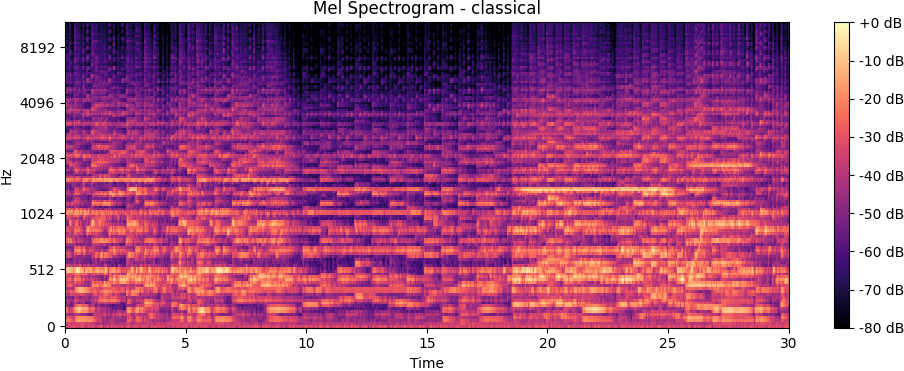 Mel Spectrogram - classical
Hz
8192
4096
2048
1024
512
0
0 5 10 15 20 25 30
Time
+0 dB
-10 dB
-20 dB
-30 dB
-40 dB
-50 dB
-60 dB
-70 dB
-80 dB